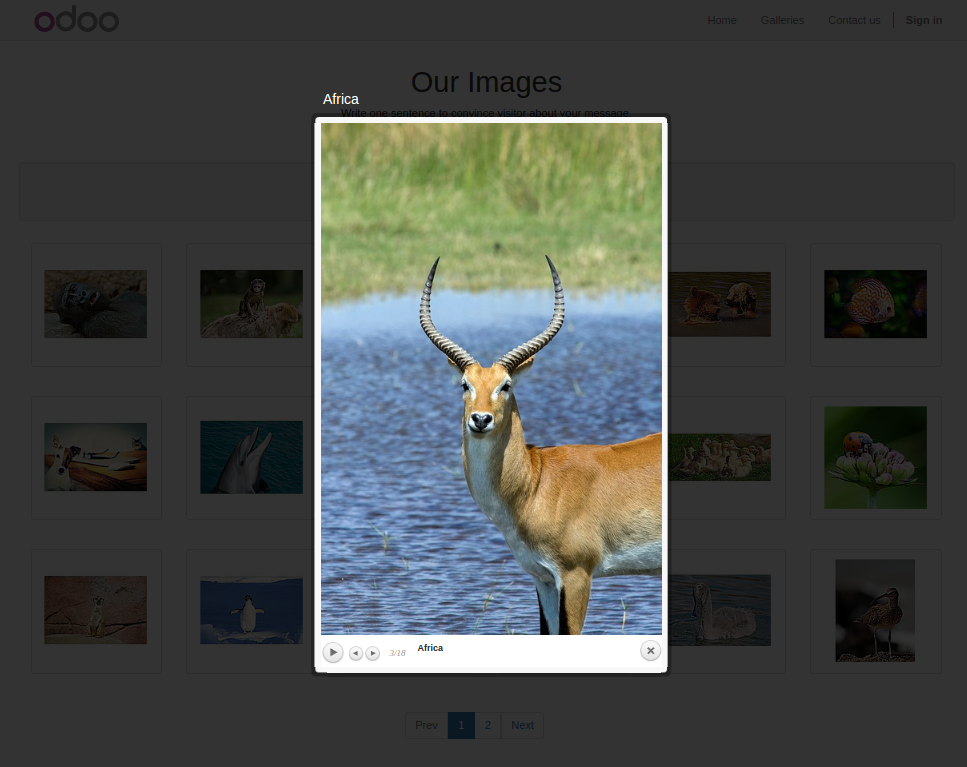 odoo
Home Galleries Contact us Sign in
Our Images
Africa
Write one sentence to convince visitor about your message.
3/18 Africa
Prev 1 2 Next